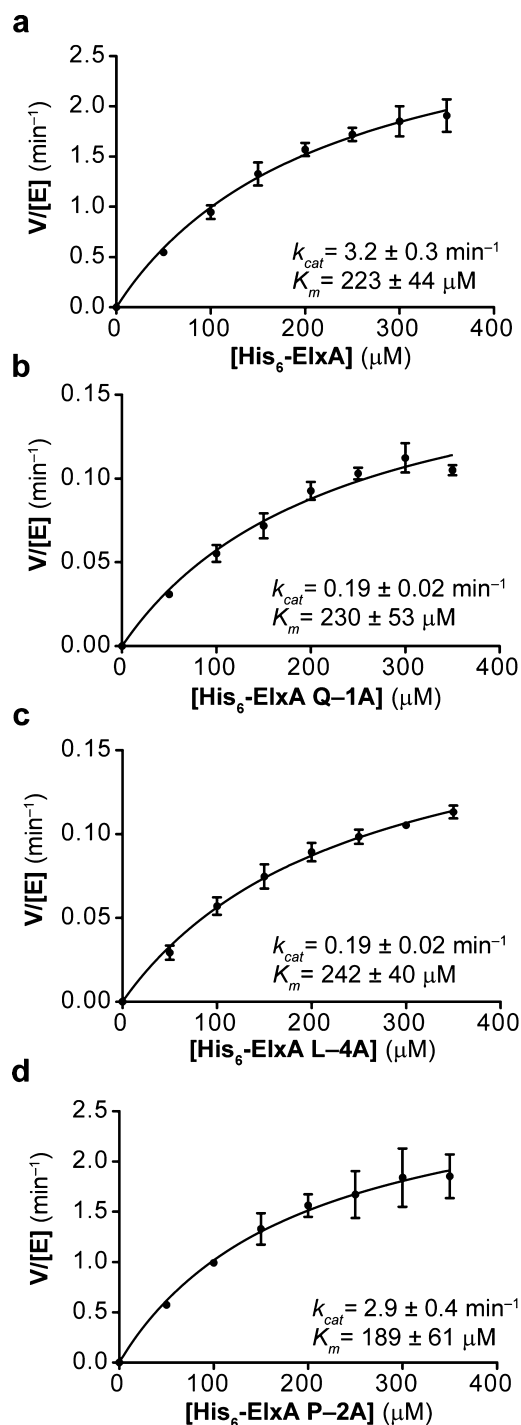 a
2.5
2.0
1.5
1.0
0.5
0.0
V/[E] (min⁻¹)
k_cat = 3.2 ± 0.3 min⁻¹
K_m = 223 ± 44 μM
100 200 300 400
[His₆-ElxA] (μM)
b
0.15
0.10
0.05
0.00
V/[E] (min⁻¹)
k_cat = 0.19 ± 0.02 min⁻¹
K_m = 230 ± 53 μM
0 100 200 300 400
[His₆-ElxA Q–1A] (μM)
c
0.15
0.10
0.05
0.00
V/[E] (min⁻¹)
k_cat = 0.19 ± 0.02 min⁻¹
K_m = 242 ± 40 μM
0 100 200 300 400
[His₆-ElxA L–4A] (μM)
d
2.5
2.0
1.5
1.0
0.5
0.0
V/[E] (min⁻¹)
k_cat = 2.9 ± 0.4 min⁻¹
K_m = 189 ± 61 μM
0 100 200 300 400
[His₆-ElxA P–2A] (μM)